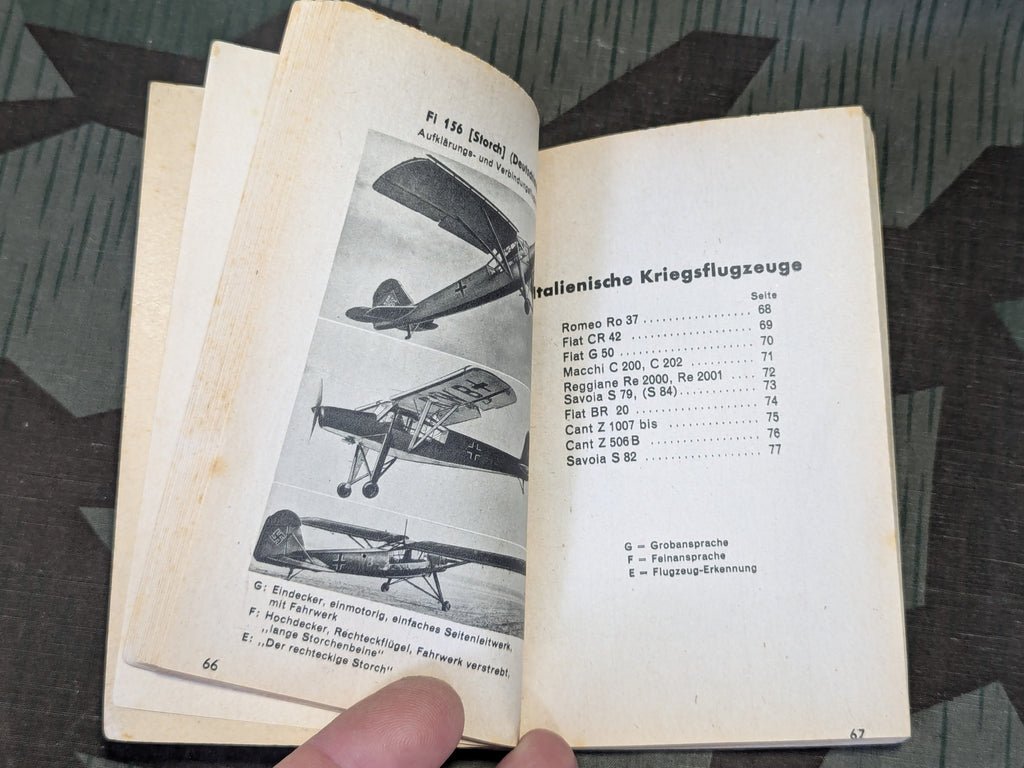 Fi 156 [Storch] (Deutschlan
Aufklärungs- und Verbindungs
G: Eindecker, einmotorig, einfaches Seitenleitwerk,
mit Fahrwerk
F: Hochdecker, Rechteckflügel, Fahrwerk verstrebt,
„lange Storchenbeine"
E: „Der rechteckige Storch"
66
Italienische Kriegsflugzeuge
Seite
Romeo Ro 37 . . . . . . . . . . . . . . . . 68
Fiat CR 42 . . . . . . . . . . . . . . . . . 69
Fiat G 50 . . . . . . . . . . . . . . . . . . 70
Macchi C 200, C 202 . . . . . . . . . . 71
Reggiane Re 2000, Re 2001 . . . . 72
Savoia S 79, (S 84) . . . . . . . . . . . . 73
Fiat BR 20 . . . . . . . . . . . . . . . . . 74
Cant Z 1007 bis . . . . . . . . . . . . . 75
Cant Z 506 B . . . . . . . . . . . . . . . 76
Savoia S 82 . . . . . . . . . . . . . . . . 77
G = Grobansprache
F = Feinansprache
E = Flugzeug-Erkennung
67